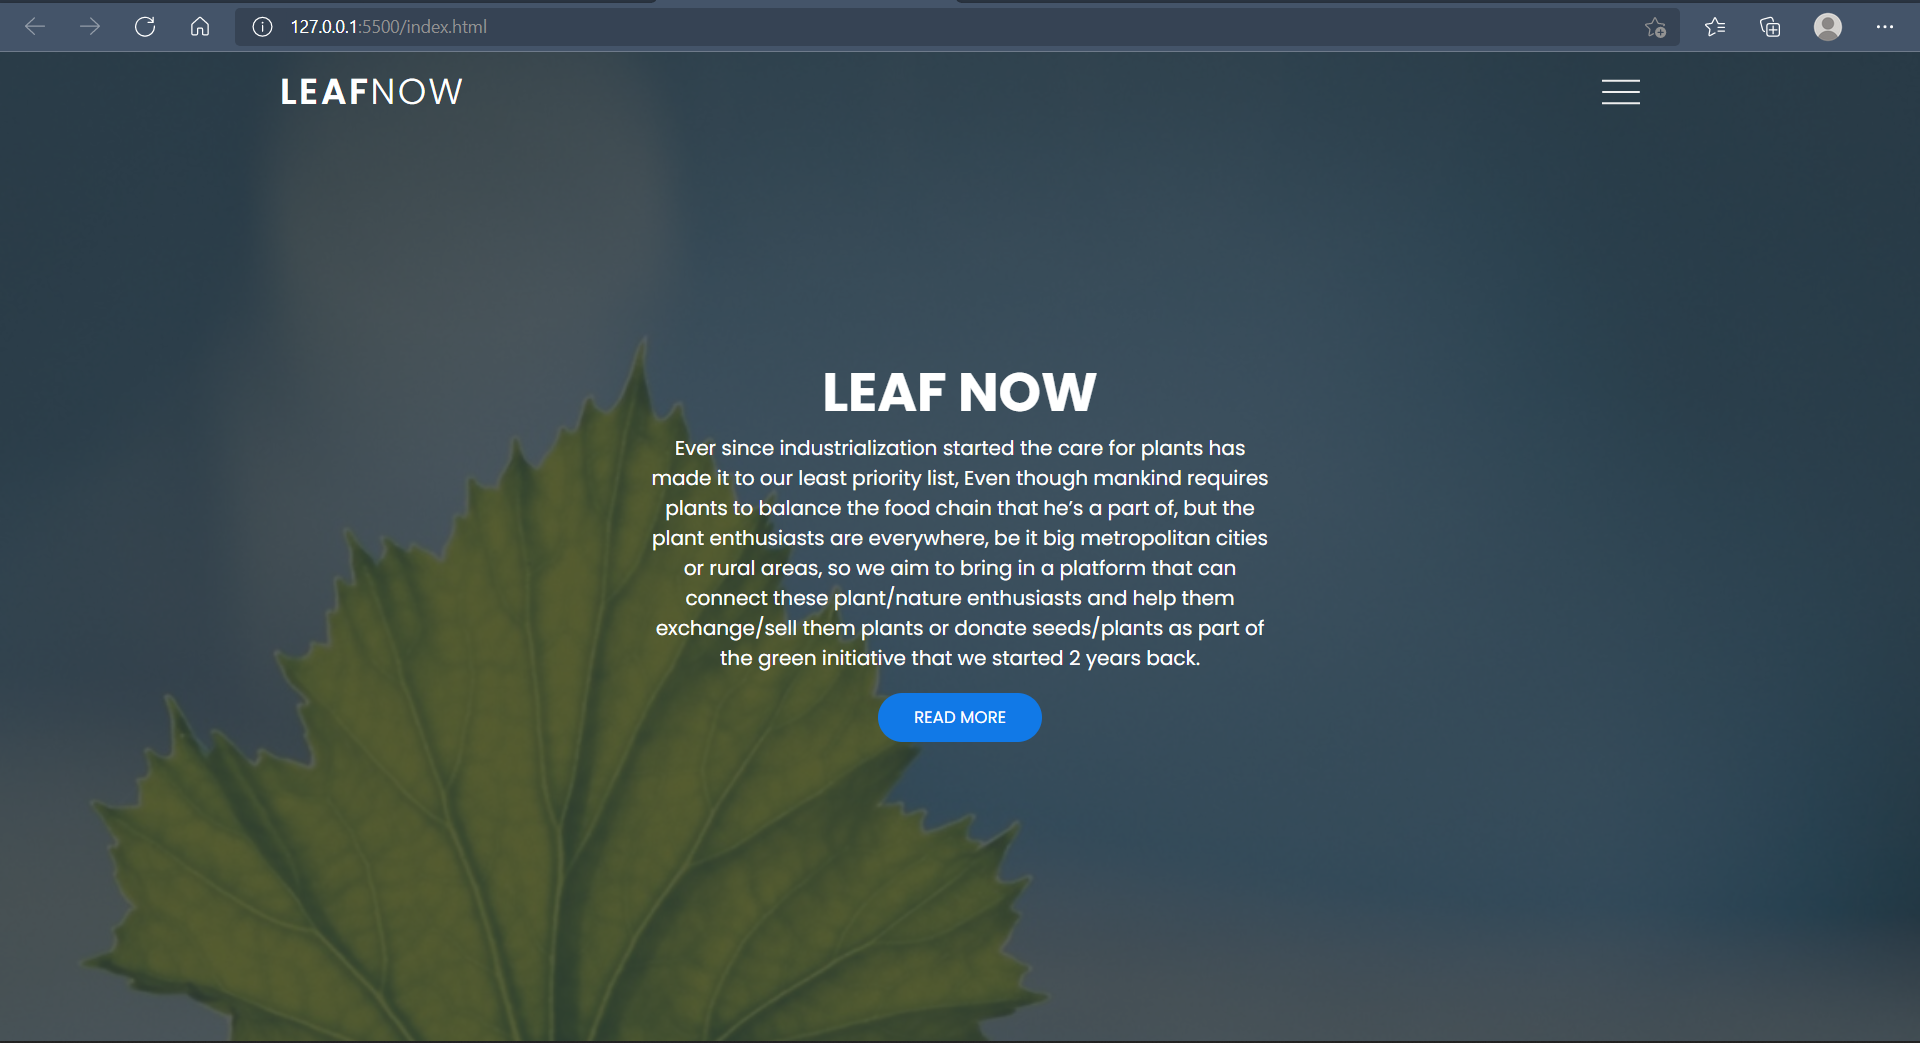 127.0.0.1:5500/index.html
LEAFNOW
LEAF NOW
Ever since industrialization started the care for plants has
made it to our least priority list, Even though mankind requires
plants to balance the food chain that he’s a part of, but the
plant enthusiasts are everywhere, be it big metropolitan cities
or rural areas, so we aim to bring in a platform that can
connect these plant/nature enthusiasts and help them
exchange/sell them plants or donate seeds/plants as part of
the green initiative that we started 2 years back.
READ MORE